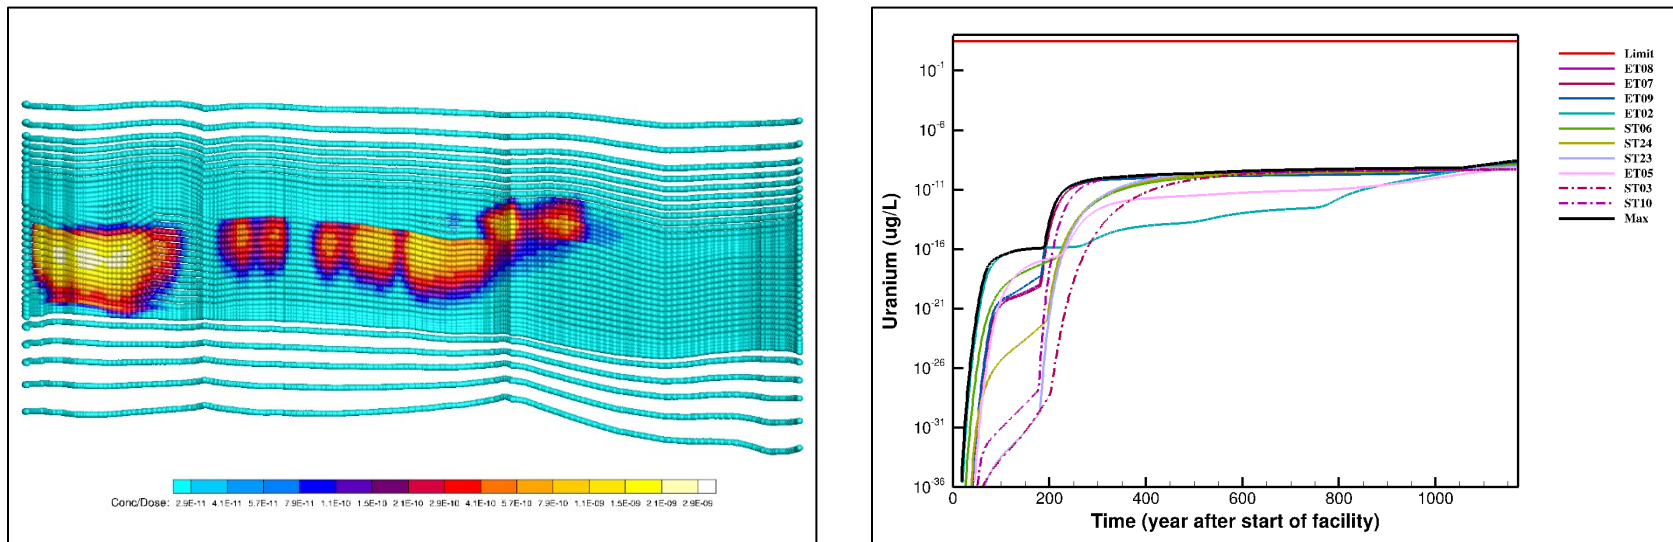 Conc/Dose: 2.9E-11 4.1E-11 5.7E-11 7.9E-11 1.1E-10 1.5E-10 2.1E-10 2.9E-10 4.1E-10 5.7E-10 7.9E-10 1.1E-09 1.5E-09 2.1E-09 2.9E-09
Uranium (ug/L)
10-1
10-6
10-11
10-16
10-21
10-26
10-31
10-36
0 200 400 600 800 1000
Time (year after start of facility)
Limit
ET08
ET07
ET09
ET02
ST06
ST24
ST23
ET05
ST03
ST10
Max